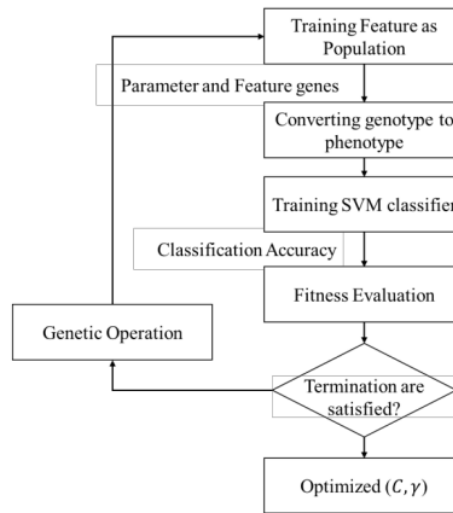 Training Feature as
Population
Parameter and Feature genes
Converting genotype to
phenotype
Training SVM classifier
Classification Accuracy
Fitness Evaluation
Genetic Operation
Termination are
satisfied?
Optimized (C, γ)